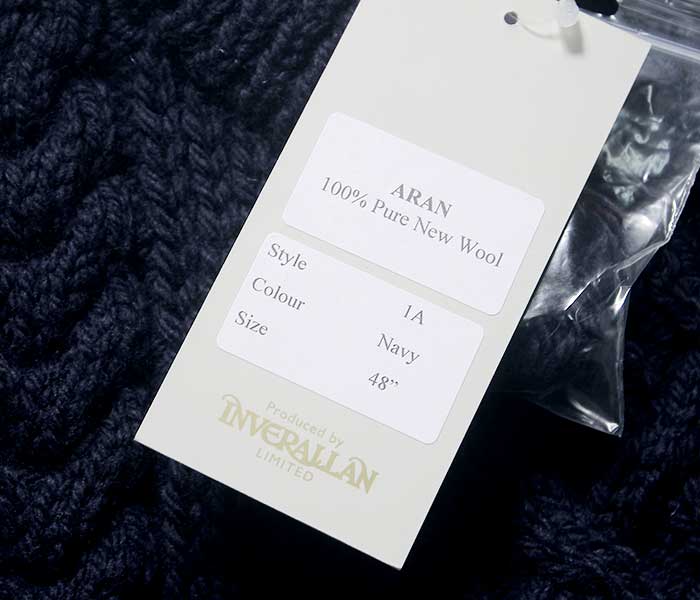 ARAN
100% Pure New Wool
Style 1A
Colour Navy
Size 48”
Produced by
INVERALLAN
LIMITED